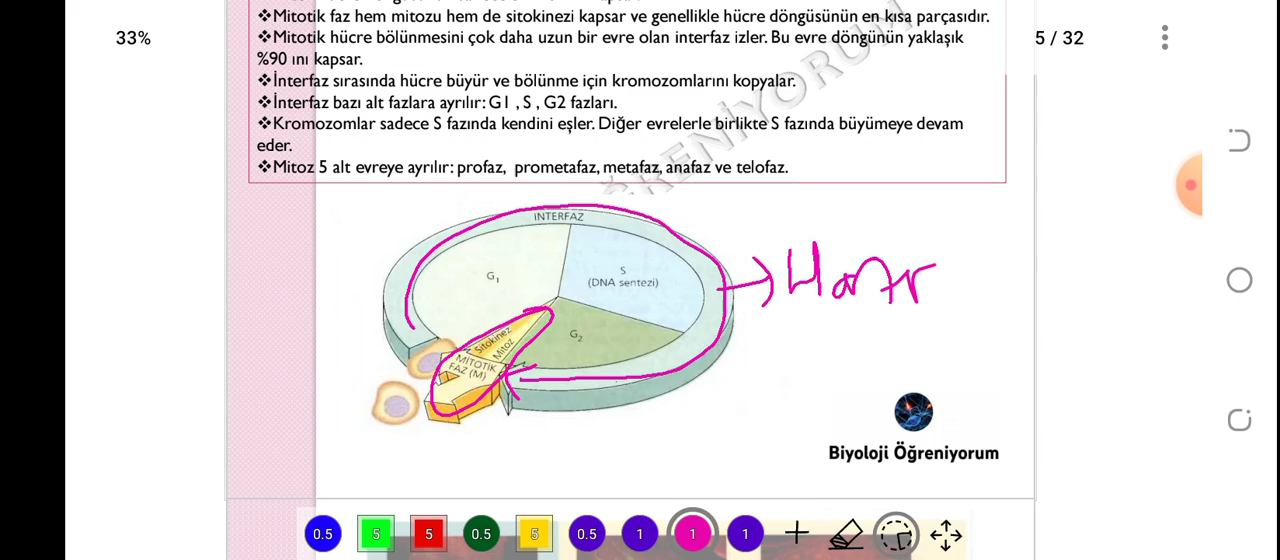 ❖Mitotik faz hem mitozu hem de sitokinezi kapsar ve genellikle hücre döngüsünün en kısa parçasıdır.
33%
5 / 32
❖Mitotik hücre bölünmesini çok daha uzun bir evre olan interfaz izler. Bu evre döngünün yaklaşık
%90 ını kapsar.
❖İnterfaz sırasında hücre büyür ve bölünme için kromozomlarını kopyalar.
❖İnterfaz bazı alt fazlara ayrılır: G1 , S , G2 fazları.
❖Kromozomlar sadece S fazında kendini eşler. Diğer evrelerle birlikte S fazında büyümeye devam
eder.
❖Mitoz 5 alt evreye ayrılır: profaz, prometafaz, metafaz, anafaz ve telofaz.
İNTERFAZ
G1
S
(DNA sentezi)
G2
Sitokinez
Mitoz
MİTOTİK
FAZ (M)
Biyoloji Öğreniyorum
0.5 5 5 0.5 5 0.5 1 1 1